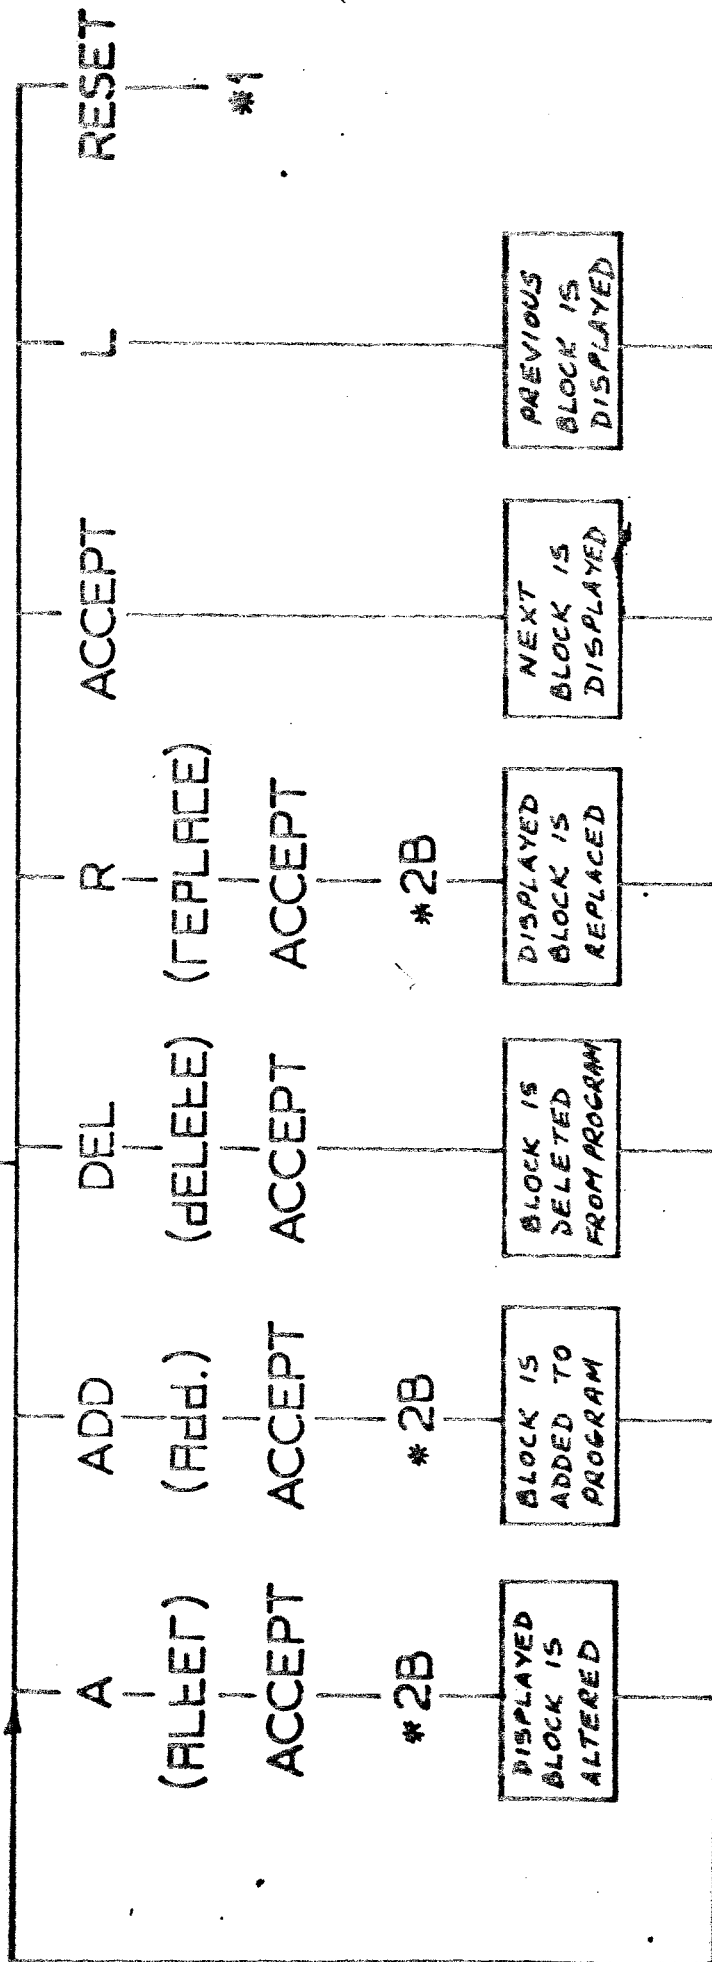 A
(ALtEr)
ACCEPT
*2B
DISPLAYED
BLOCK IS
ALTERED
ADD
(Add.)
ACCEPT
*2B
BLOCK IS
ADDED TO
PROGRAM
DEL
(dELEtE)
ACCEPT
BLOCK IS
DELETED
FROM PROGRAM
R
(rEPLACE)
ACCEPT
*2B
DISPLAYED
BLOCK IS
REPLACED
ACCEPT
NEXT
BLOCK IS
DISPLAYED
L
PREVIOUS
BLOCK IS
DISPLAYED
RESET
*1